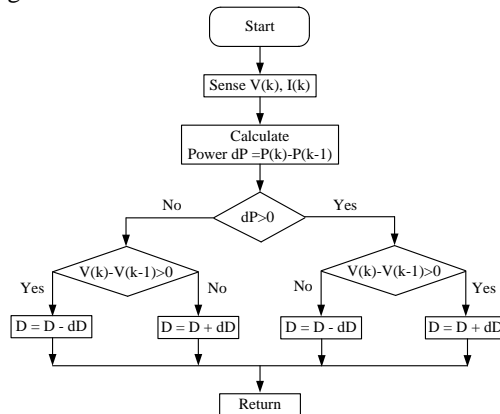 Start
Sense V(k), I(k)
Calculate
Power dP =P(k)-P(k-1)
No
dP>0
Yes
V(k)-V(k-1)>0
V(k)-V(k-1)>0
Yes
No
No
Yes
D = D - dD
D = D + dD
D = D - dD
D = D + dD
Return